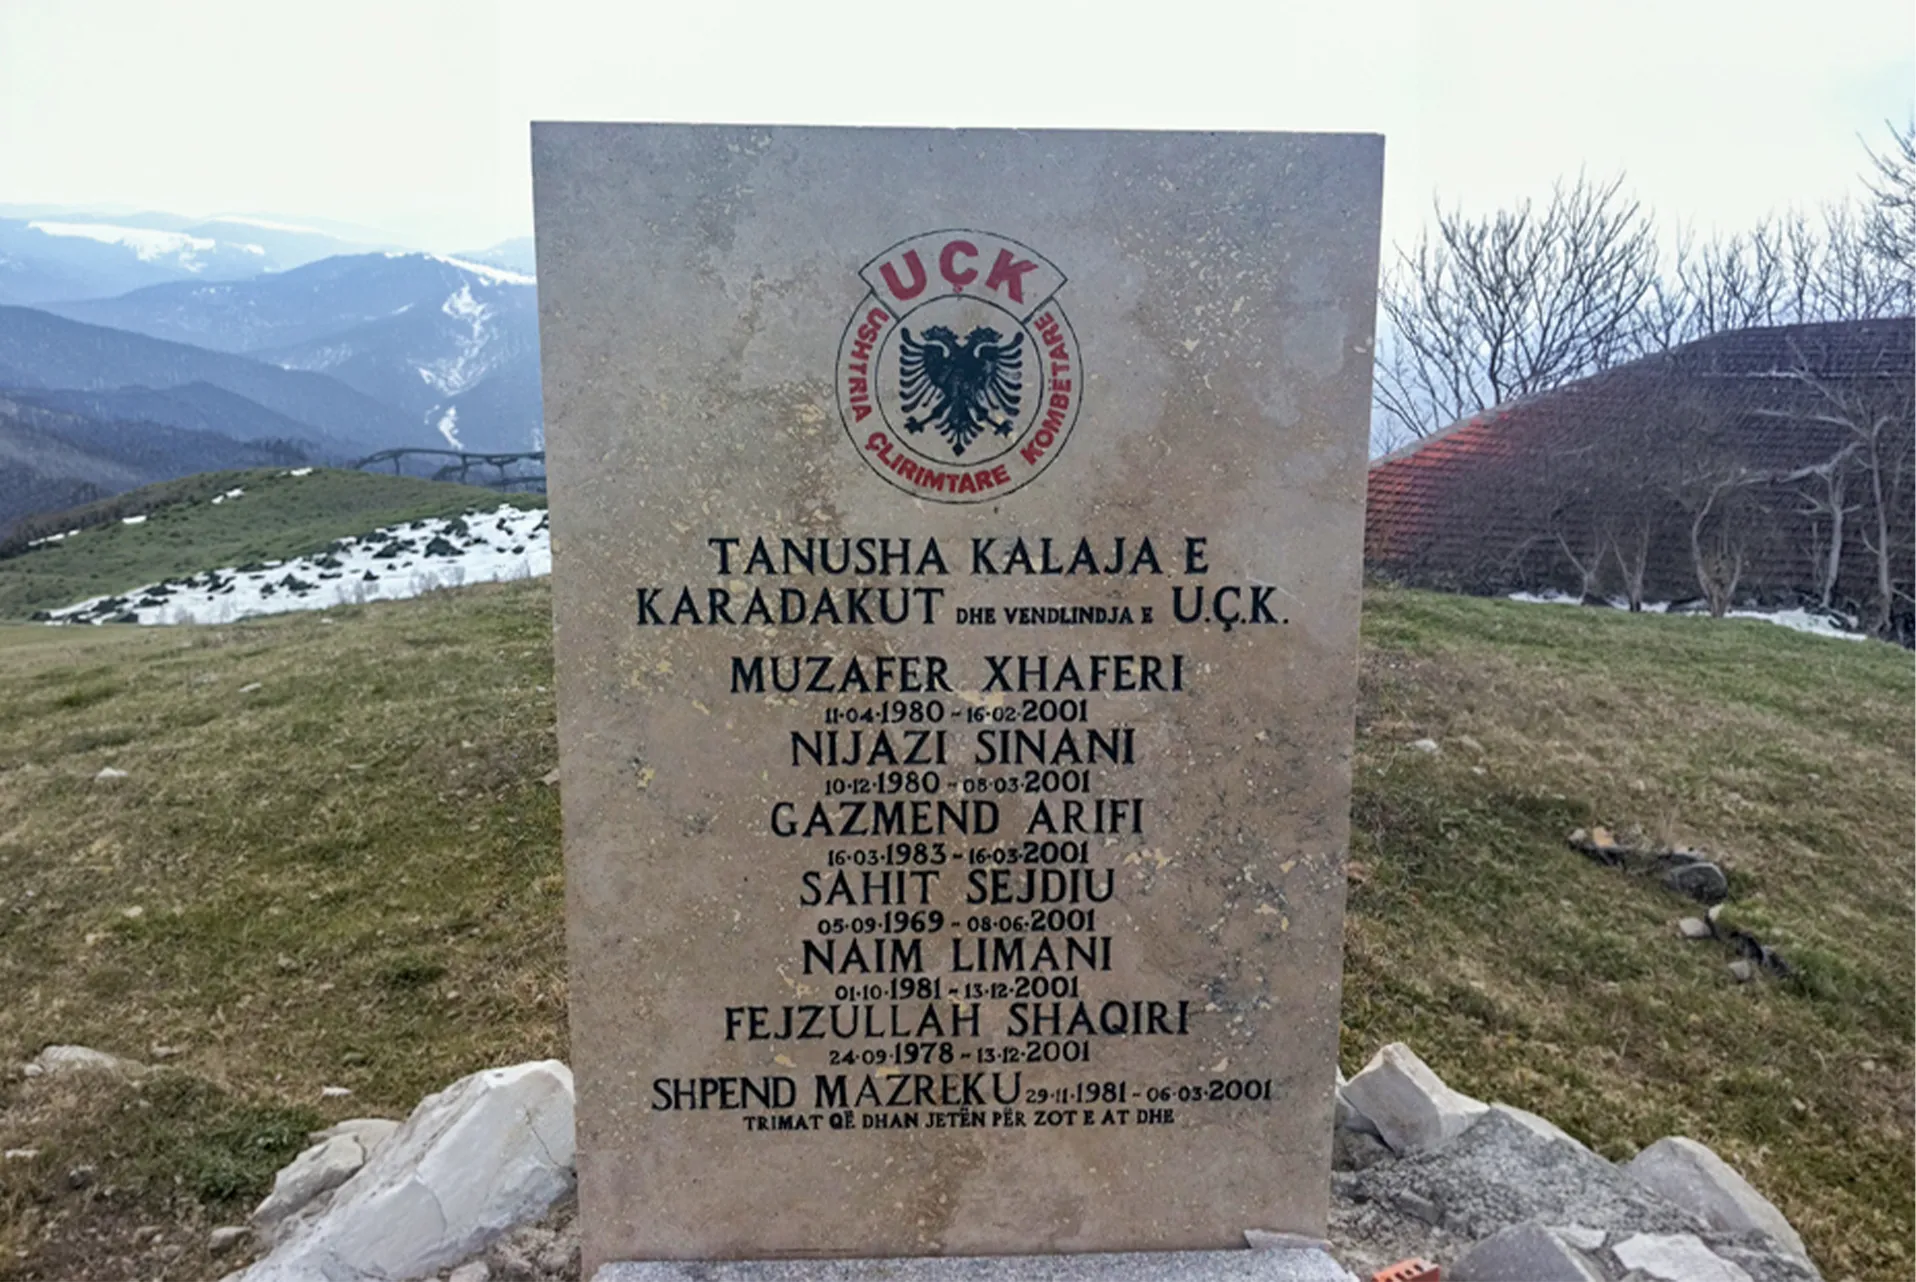 UÇK
USHTRIA ÇLIRIMTARE KOMBËTARE
TANUSHA KALAJA E
KARADAKUT DHE VENDLINDJA E U.Ç.K.
MUZAFER XHAFERI
11·04·1980 - 16·02·2001
NIJAZI SINANI
10·12·1980 - 08·03·2001
GAZMEND ARIFI
16·03·1983 - 16·03·2001
SAHIT SEJDIU
05·09·1969 - 08·06·2001
NAIM LIMANI
01·10·1981 - 13·12·2001
FEJZULLAH SHAQIRI
24·09·1978 - 13·12·2001
SHPEND MAZREKU 29·11·1981 - 06·03·2001
TRIMAT QË DHAN JETËN PËR ZOT E AT DHE